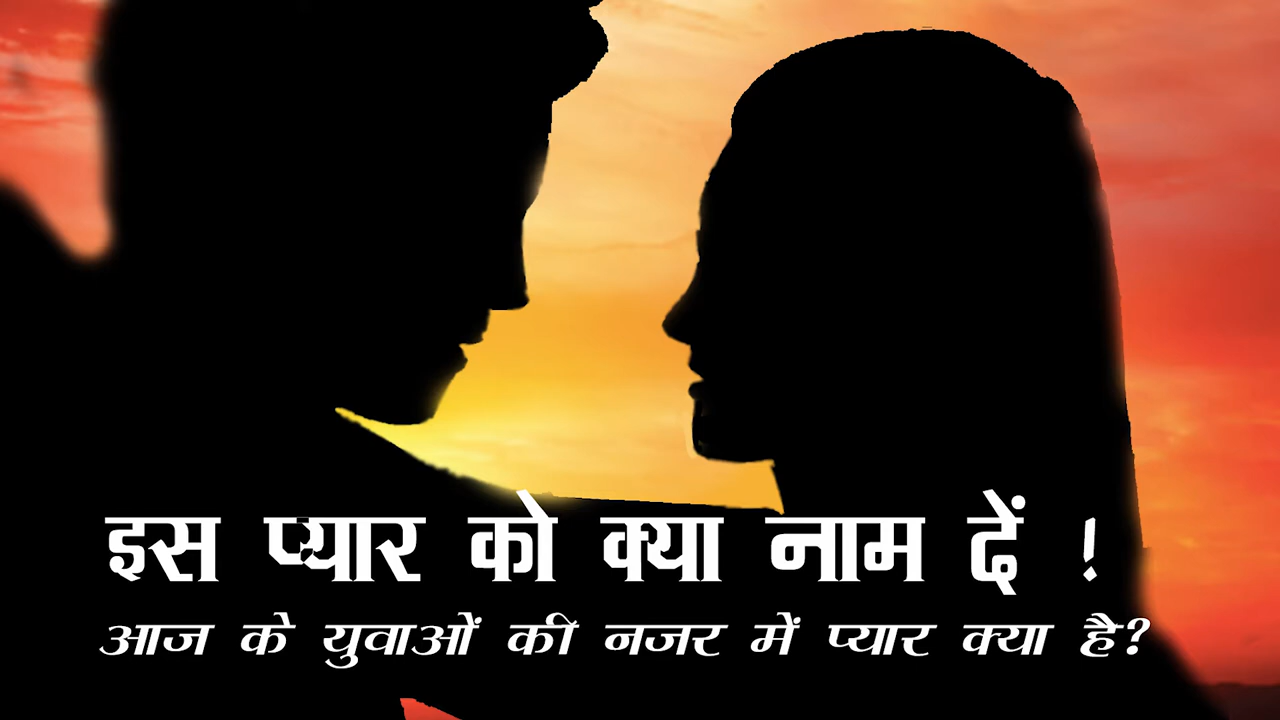 इस प्यार को क्या नाम दें !
आज के युवाओं की नजर में प्यार क्या है?